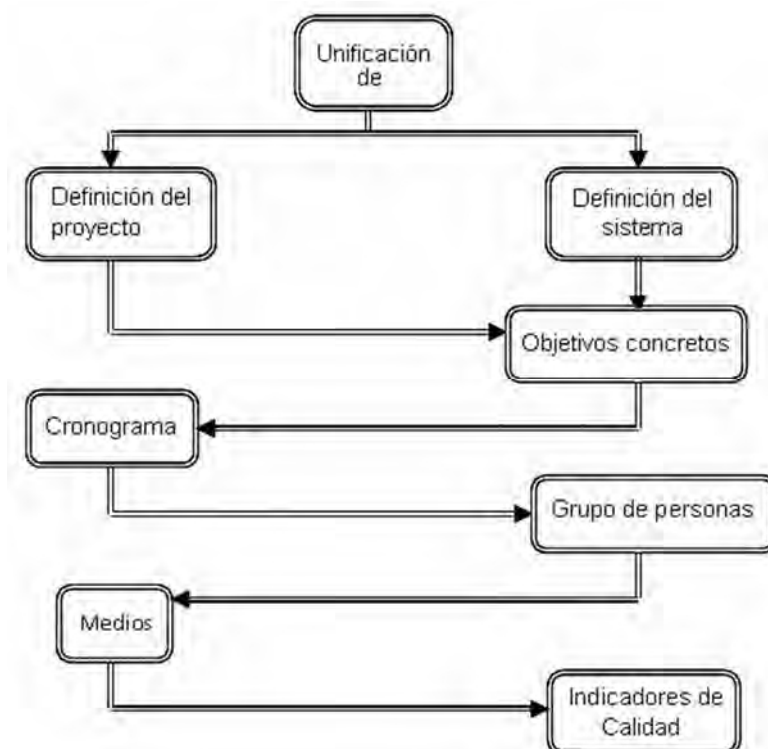 Unificación
de
Definición del
proyecto
Definición del
sistema
Objetivos concretos
Cronograma
Grupo de personas
Medios
Indicadores de
Calidad